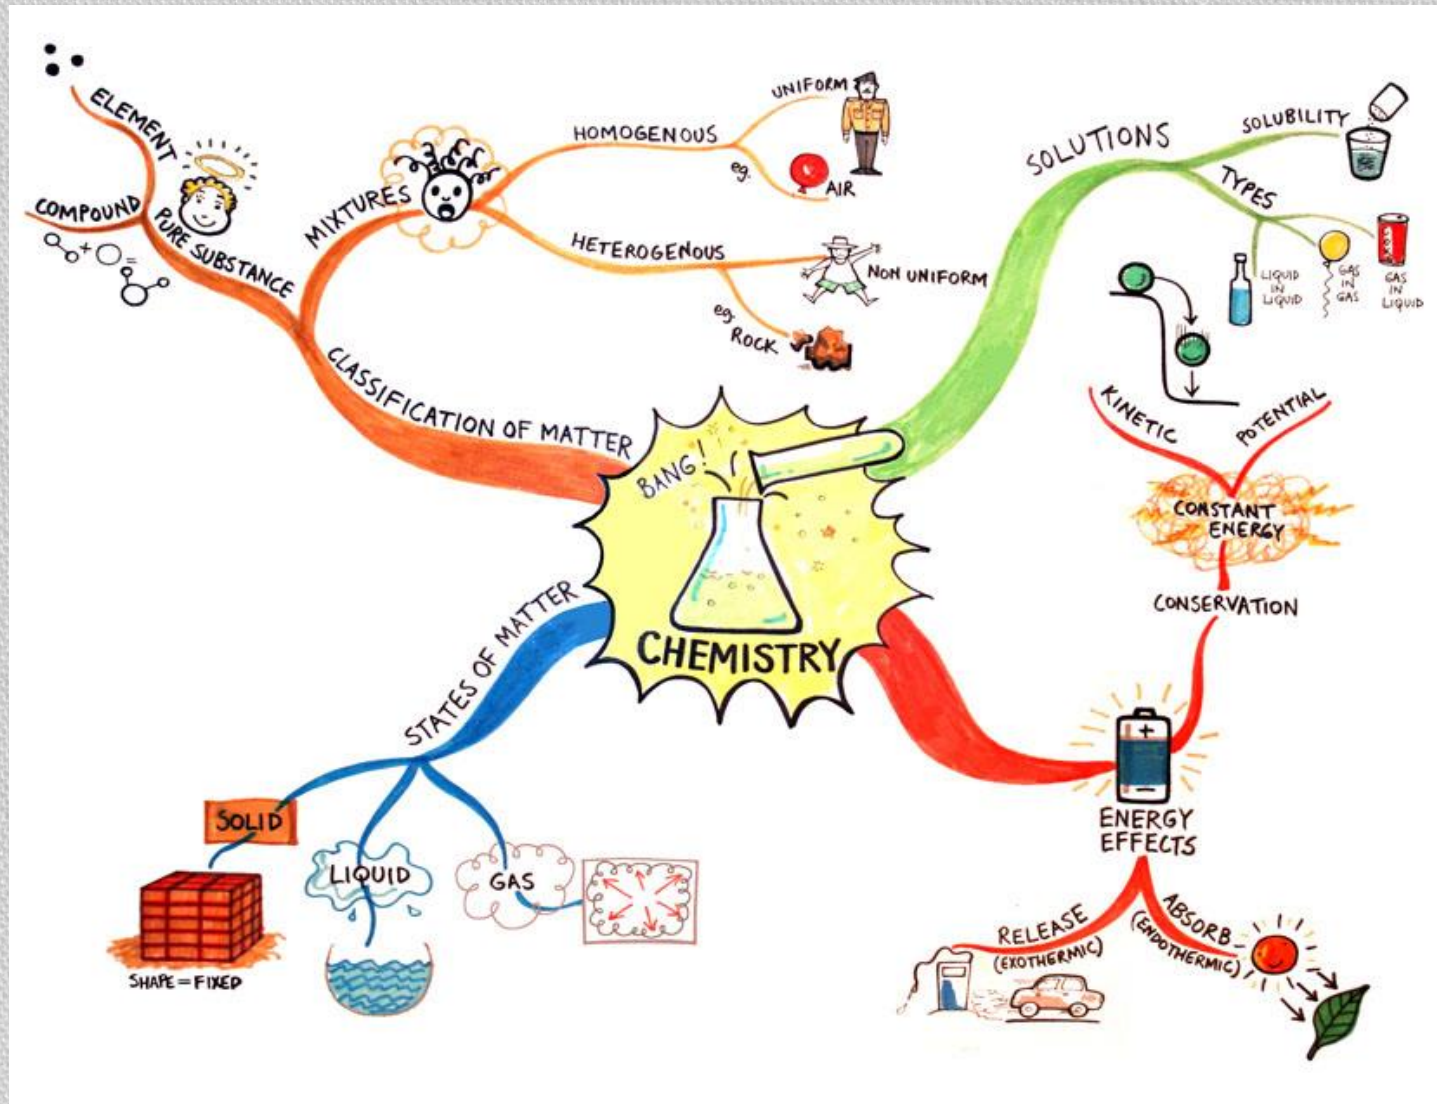 ELEMENT
COMPOUND
PURE SUBSTANCE
MIXTURES
HOMOGENOUS
UNIFORM
eg:
AIR
HETEROGENOUS
NON UNIFORM
eg:
ROCK
CLASSIFICATION OF MATTER
SOLUTIONS
SOLUBILITY
TYPES
LIQUID
IN
LIQUID
GAS
IN
GAS
SODA
GAS
IN
LIQUID
KINETIC
POTENTIAL
CONSTANT
ENERGY
CONSERVATION
BANG!
CHEMISTRY
STATES OF MATTER
SOLID
SHAPE = FIXED
LIQUID
GAS
ENERGY
EFFECTS
RELEASE
(EXOTHERMIC)
ABSORB
(ENDOTHERMIC)